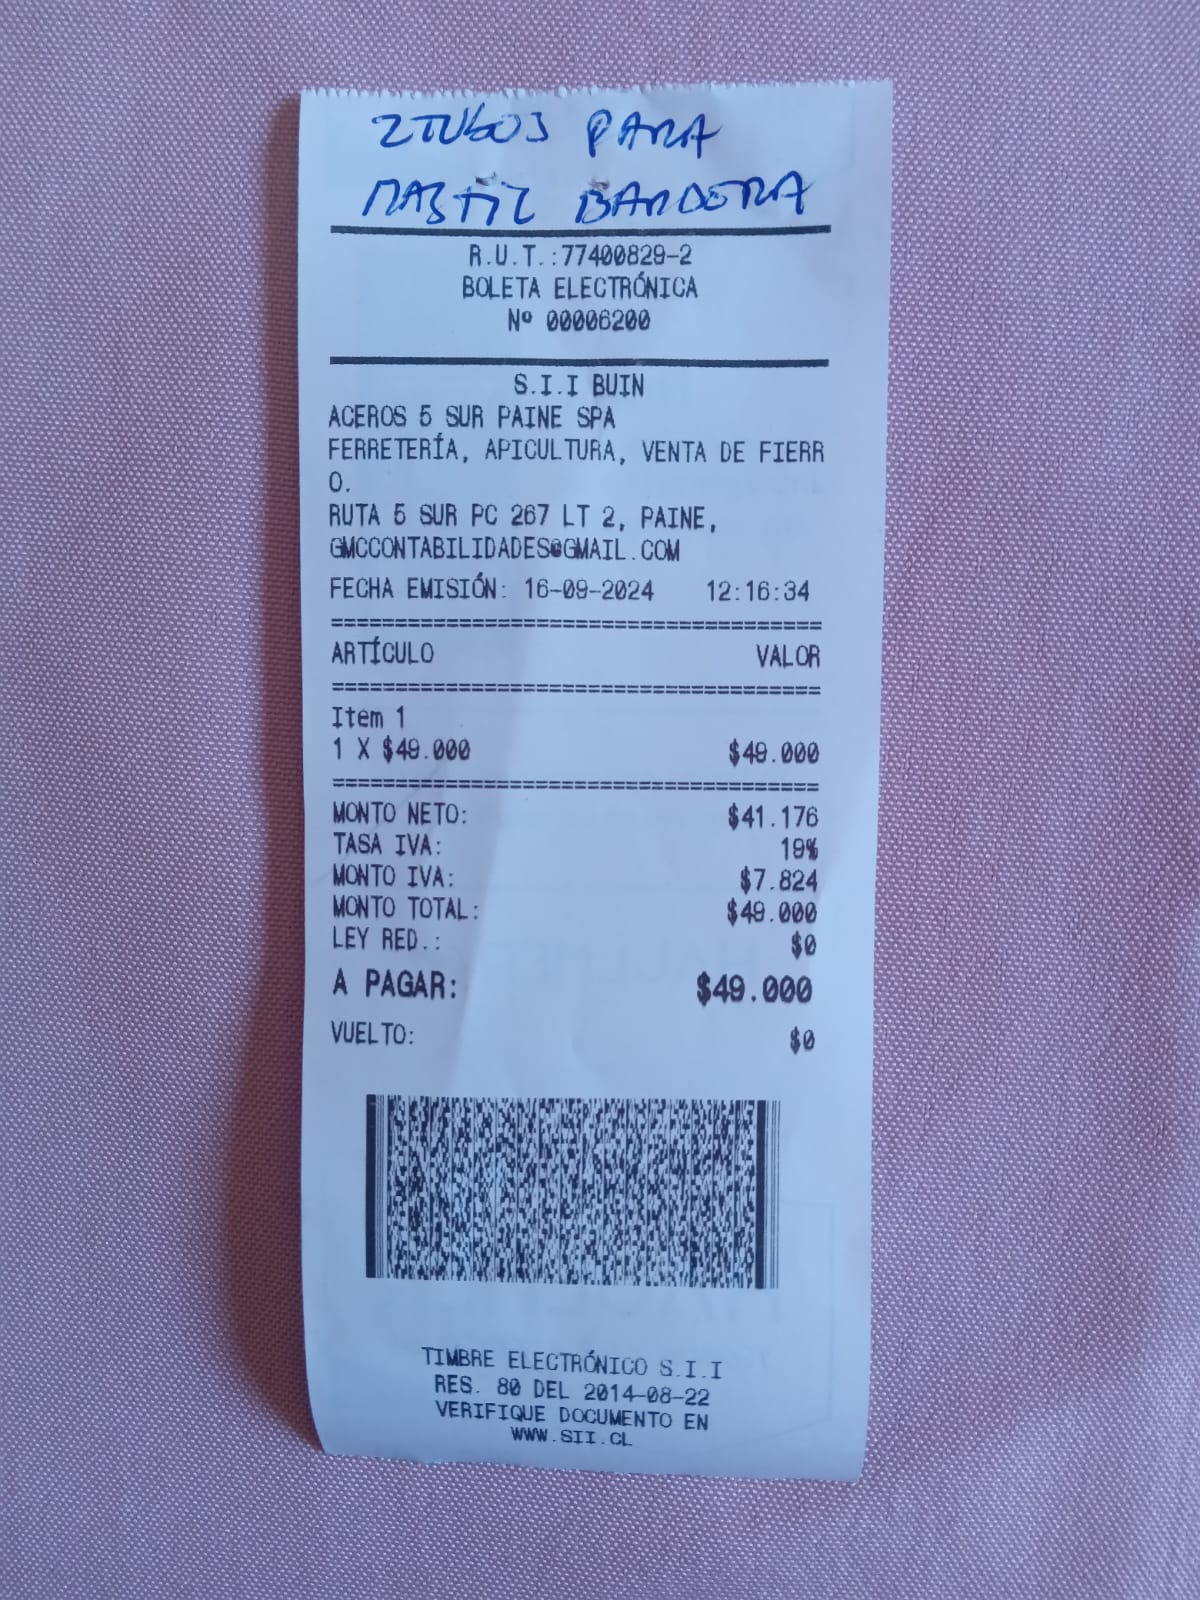 2 TUBOS PARA
MASTIL BANDERA
R.U.T.:77400829-2
BOLETA ELECTRÓNICA
Nº 00006200
S.I.I BUIN
ACEROS 5 SUR PAINE SPA
FERRETERÍA, APICULTURA, VENTA DE FIERR
O.
RUTA 5 SUR PC 267 LT 2, PAINE,
GMCCONTABILIDADES@GMAIL.COM
FECHA EMISIÓN: 16-09-2024 12:16:34
======================================
ARTÍCULO VALOR
======================================
Item 1
1 X $49.000 $49.000
======================================
MONTO NETO: $41.176
TASA IVA: 19%
MONTO IVA: $7.824
MONTO TOTAL: $49.000
LEY RED.: $0
A PAGAR: $49.000
VUELTO: $0
TIMBRE ELECTRÓNICO S.I.I
RES. 80 DEL 2014-08-22
VERIFIQUE DOCUMENTO EN
WWW.SII.CL